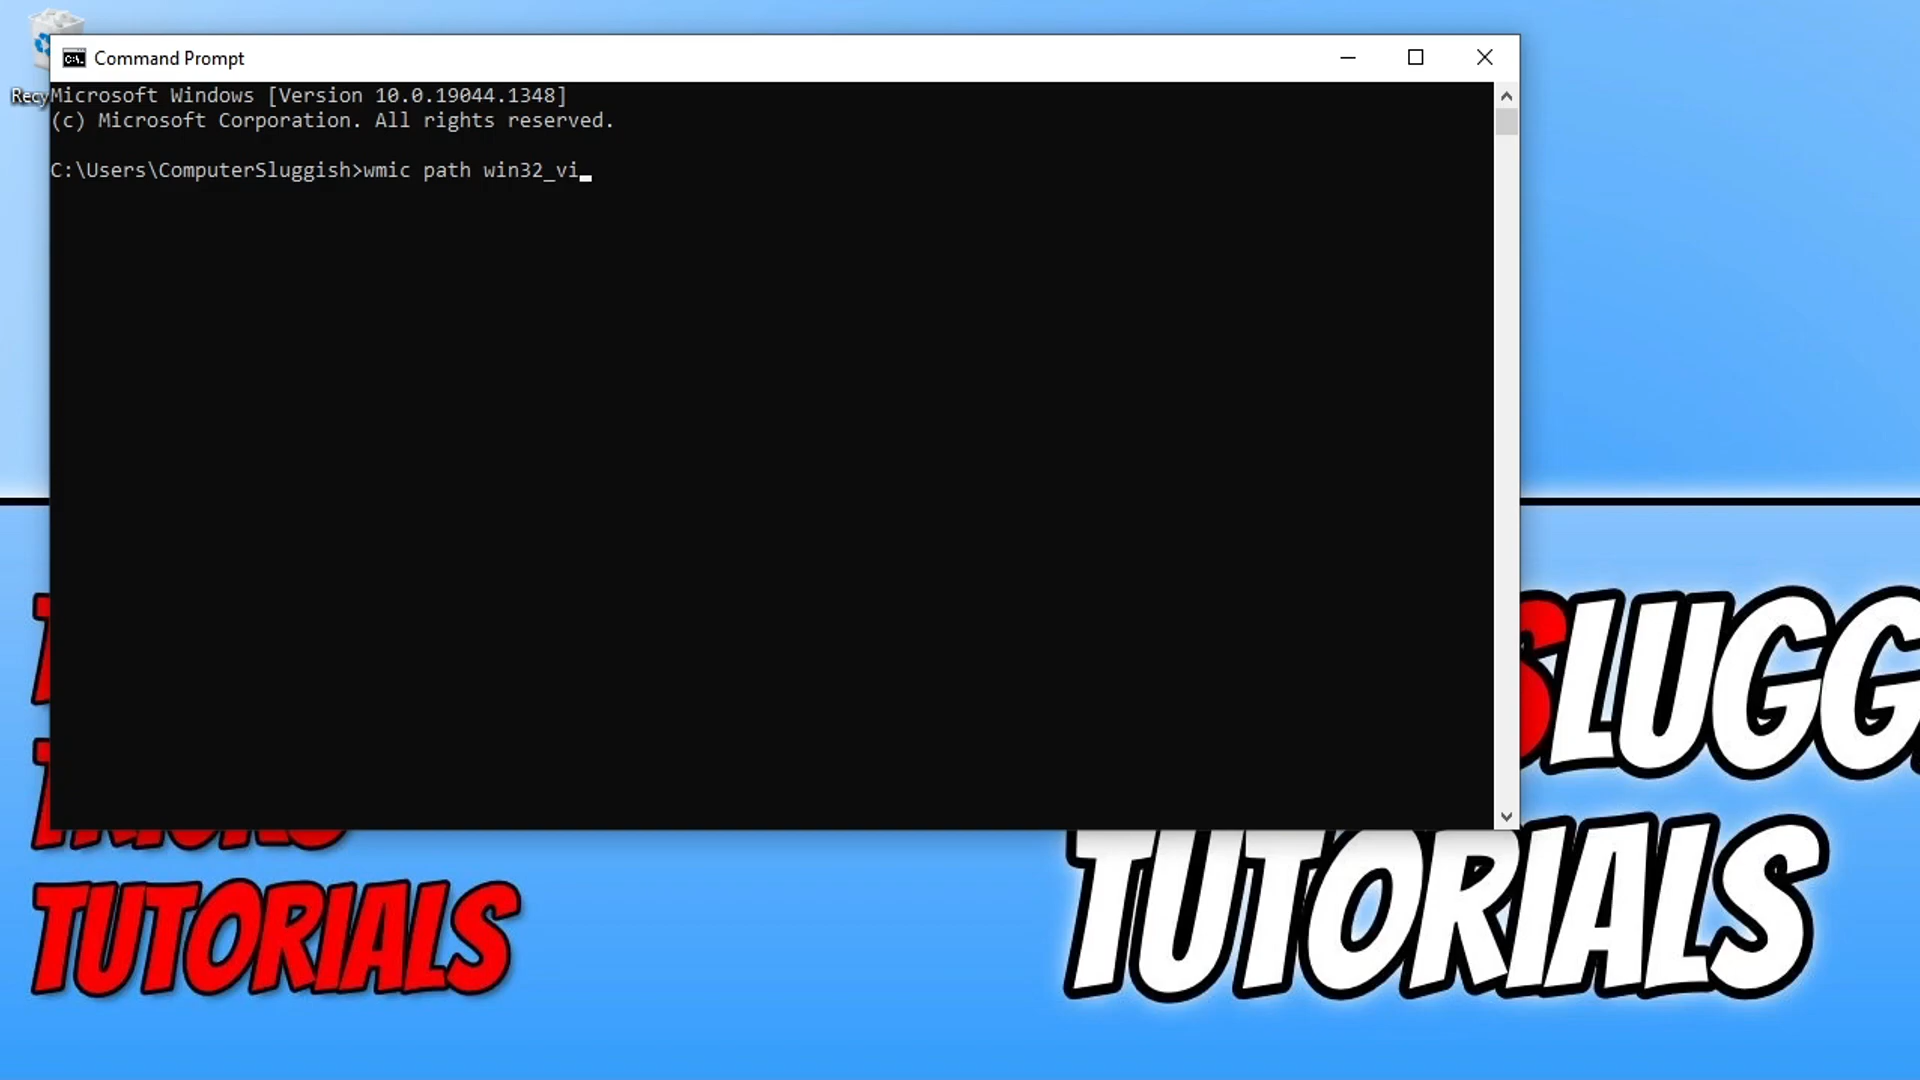 Command Prompt
Recy
Microsoft Windows [Version 10.0.19044.1348]
(c) Microsoft Corporation. All rights reserved.
C:\Users\ComputerSluggish>wmic path win32_vi
SLUGG
TUTORIALS
TUTORIALS